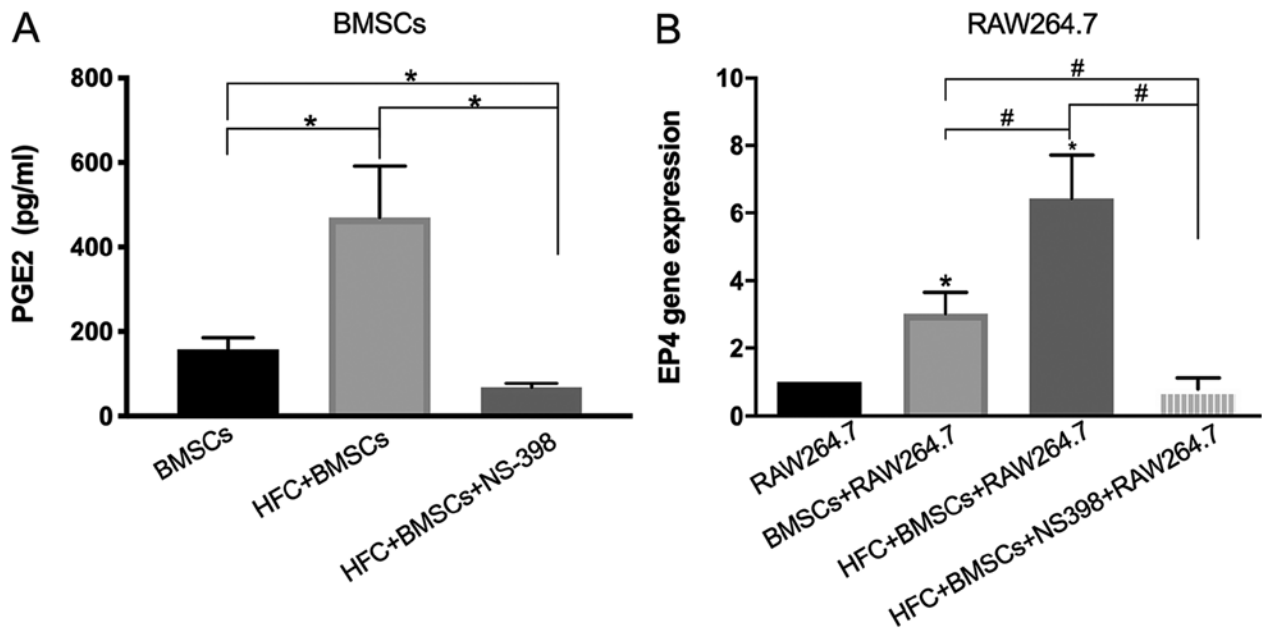 A
BMSCs
PGE2 (pg/ml)
800
600
400
200
0
*
*
*
BMSCs
HFC+BMSCs
HFC+BMSCs+NS-398
B
RAW264.7
EP4 gene expression
10
8
6
4
2
0
#
#
#
*
*
RAW264.7
BMSCs+RAW264.7
HFC+BMSCs+RAW264.7
HFC+BMSCs+NS398+RAW264.7